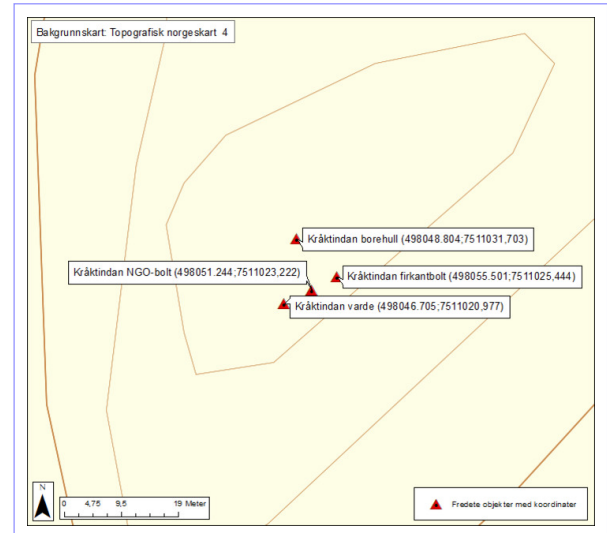 Bakgrunnskart: Topografisk norgeskart 4
Kråktindan borehull (498048.804;7511031,703)
Kråktindan NGO-bolt (498051.244;7511023,222)
Kråktindan firkantbolt (498055.501;7511025,444)
Kråktindan varde (498046.705;7511020,977)
N
0 4,75 9,5 19 Meter
Fredete objekter med koordinater